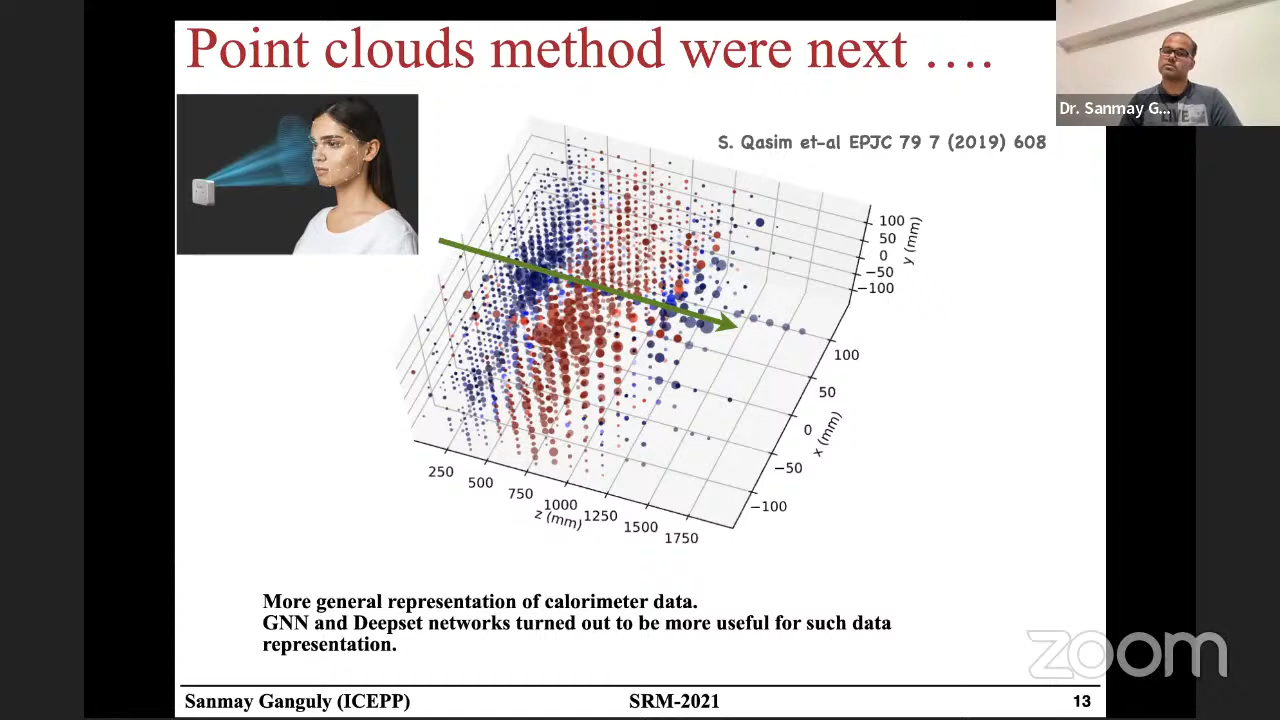 Point clouds method were next ….
Dr. Sanmay G...
LIVE
S. Qasim et-al EPJC 79 7 (2019) 608
100
50
0
−50
−100
y (mm)
100
50
0
−50
−100
x (mm)
250
500
750
1000
1250
1500
1750
z (mm)
More general representation of calorimeter data.
GNN and Deepset networks turned out to be more useful for such data
representation.
zoom
Sanmay Ganguly (ICEPP)
SRM-2021
13